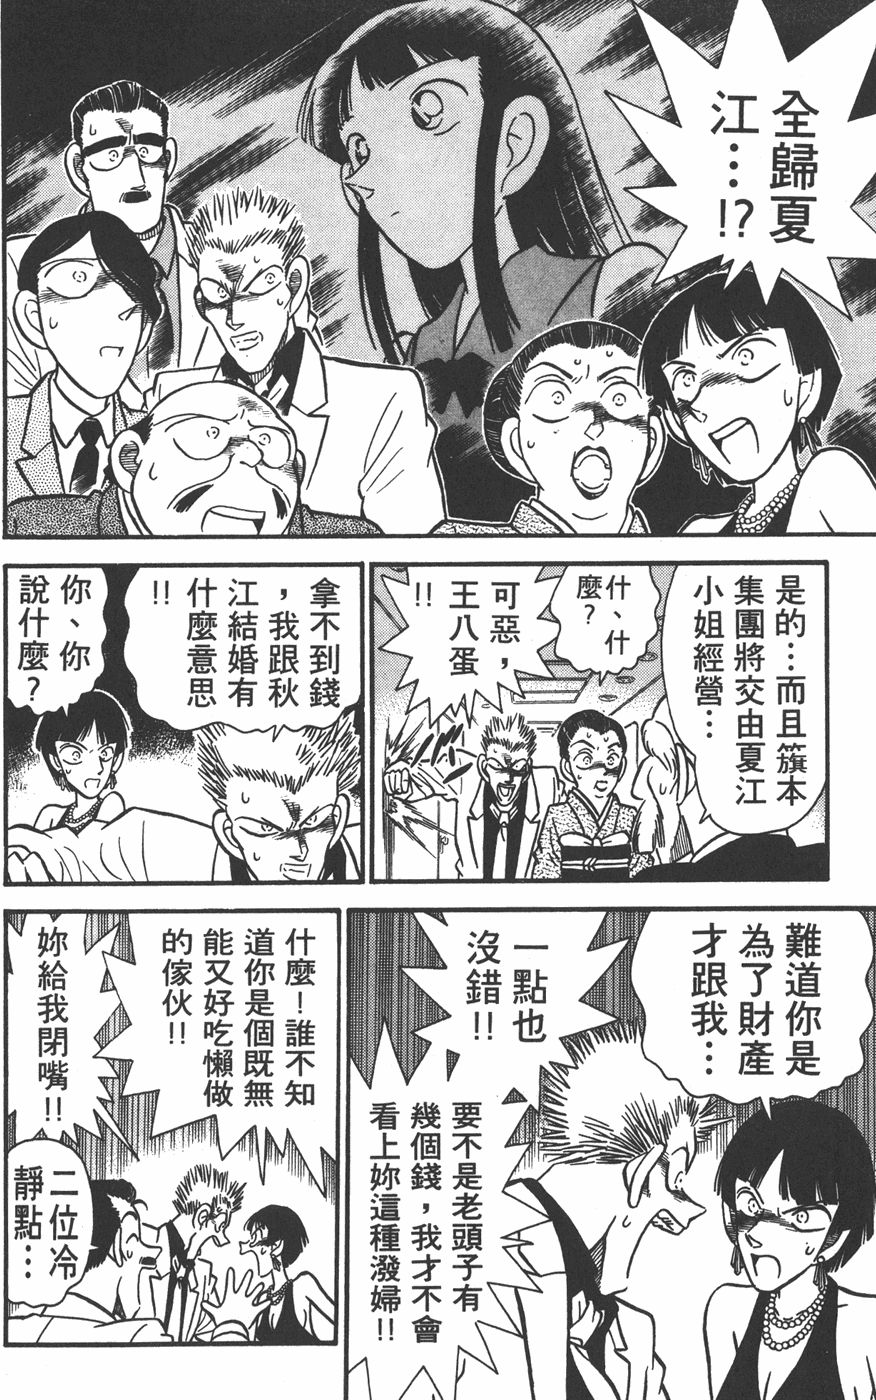 全歸夏
江…!?
是的…而且籏本
集團將交由夏江
小姐經營…
什、什
麼?
可惡，
王八蛋
!!
拿不到錢
，我跟秋
江結婚有
什麼意思
!!
你、你
說什麼?
難道你是
為了財產
才跟我…
一點也
沒錯!!
要不是老頭子有
幾個錢，我才不會
看上妳這種潑婦!!
什麼!誰不知
道你是個既無
能又好吃懶做
的傢伙!!
妳給我閉嘴!!
二位冷
靜點…